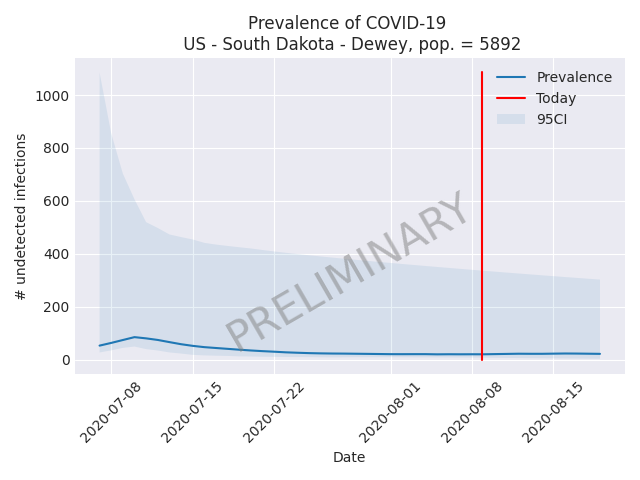 Prevalence of COVID-19
US - South Dakota - Dewey, pop. = 5892
Prevalence
Today
95CI
# undetected infections
1000
800
600
400
200
0
PRELIMINARY
2020-07-08
2020-07-15
2020-07-22
2020-08-01
2020-08-08
2020-08-15
Date